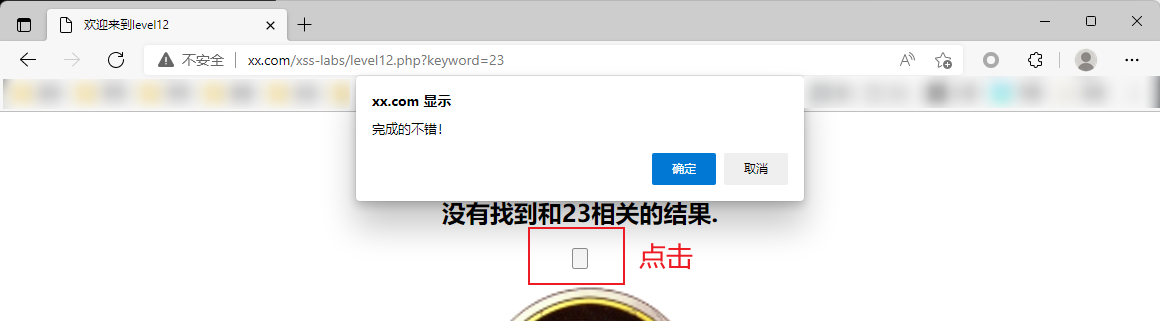 欢迎来到level12
不安全 xx.com/xss-labs/level12.php?keyword=23
xx.com 显示
完成的不错!
确定 取消
没有找到和23相关的结果.
点击